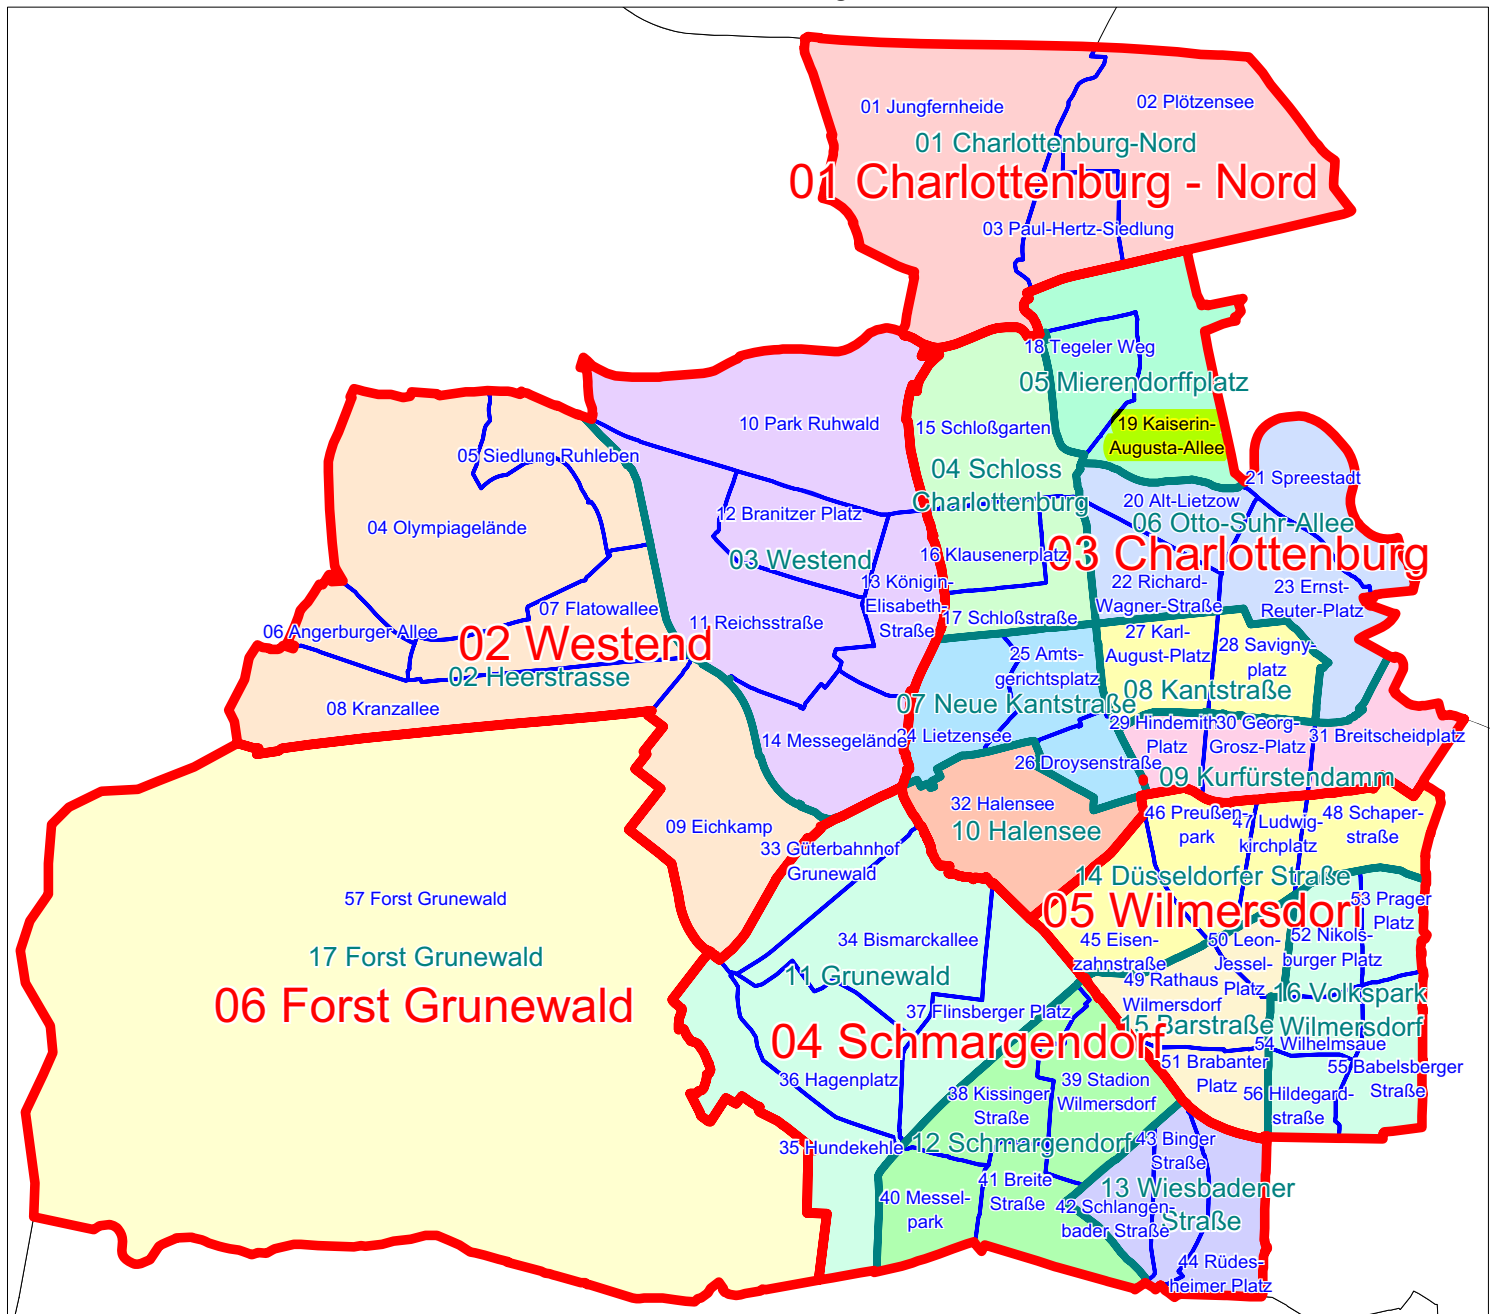 01 Jungfernheide
02 Plötzensee
01 Charlottenburg-Nord
01 Charlottenburg - Nord
03 Paul-Hertz-Siedlung
18 Tegeler Weg
05 Mierendorffplatz
19 Kaiserin-
Augusta-Allee
10 Park Ruhwald
15 Schloßgarten
04 Schloss
Charlottenburg
05 Siedlung Ruhleben
04 Olympiagelände
12 Branitzer Platz
03 Westend
13 Königin-
Elisabeth-
Straße
11 Reichsstraße
16 Klausenerplatz
17 Schloßstraße
21 Spreestadt
20 Alt-Lietzow
06 Otto-Suhr-Allee
03 Charlottenburg
22 Richard-
Wagner-Straße
23 Ernst-
Reuter-Platz
07 Flatowallee
06 Angerburger Allee
02 Westend
02 Heerstrasse
08 Kranzallee
14 Messegelände
09 Eichkamp
25 Amts-
gerichtsplatz
07 Neue Kantstraße
24 Lietzensee
26 Droysenstraße
27 Karl-
August-Platz
28 Savigny-
platz
08 Kantstraße
29 Hindemith
Platz
30 Georg-
Grosz-Platz
31 Breitscheidplatz
09 Kurfürstendamm
32 Halensee
10 Halensee
33 Güterbahnhof
Grunewald
46 Preußen-
park
47 Ludwig-
kirchplatz
48 Schaper-
straße
14 Düsseldorfer Straße
05 Wilmersdorf
45 Eisen-
zahnstraße
50 Leon-
Jessel-
Platz
49 Rathaus
Wilmersdorf
52 Nikols-
burger Platz
53 Prager
Platz
16 Volkspark
Wilmersdorf
15 Barstraße
54 Wilhelmsaue
51 Brabanter
Platz
55 Babelsberger
Straße
56 Hildegard-
straße
57 Forst Grunewald
17 Forst Grunewald
06 Forst Grunewald
34 Bismarckallee
11 Grunewald
37 Flinsberger Platz
04 Schmargendorf
36 Hagenplatz
35 Hundekehle
38 Kissinger
Straße
39 Stadion
Wilmersdorf
12 Schmargendorf
40 Messel-
park
41 Breite
Straße
43 Binger
Straße
13 Wiesbadener
Straße
42 Schlangen-
bader Straße
44 Rüdes-
heimer Platz